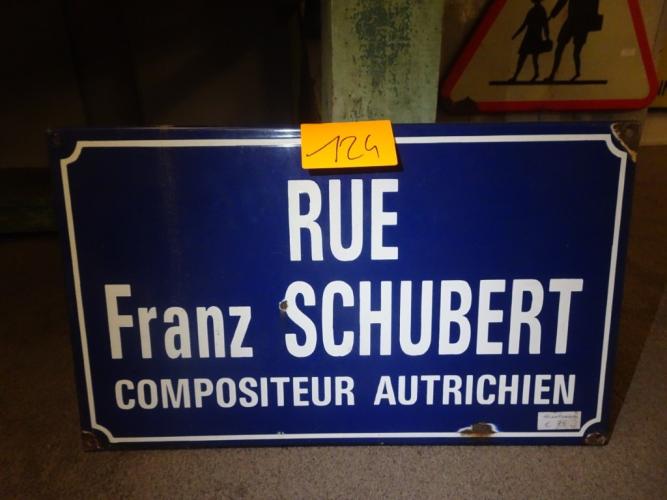 124
RUE
Franz SCHUBERT
COMPOSITEUR AUTRICHIEN